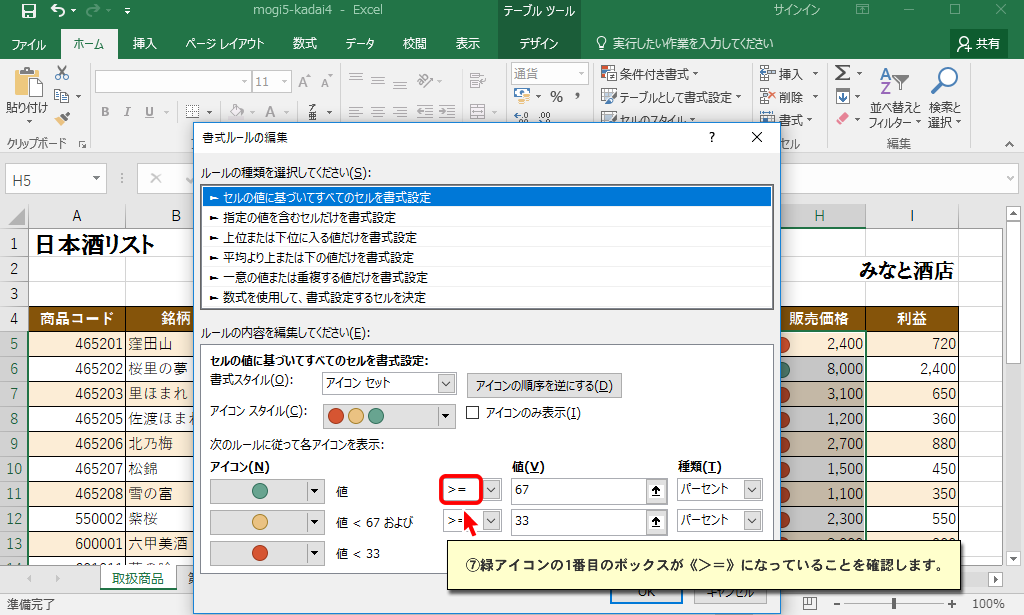 mogi5-kadai4 - Excel
テーブル ツール
サインイン
ファイル ホーム 挿入 ページ レイアウト 数式 データ 校閲 表示 デザイン 実行したい作業を入力してください 共有
貼り付け
クリップボード
11
B I U
通貨
条件付き書式
テーブルとして書式設定
セルのスタイル
挿入
削除
書式
セル
並べ替えと
フィルター
検索と
選択
編集
H5
書式ルールの編集
ルールの種類を選択してください(S):
► セルの値に基づいてすべてのセルを書式設定
► 指定の値を含むセルだけを書式設定
► 上位または下位に入る値だけを書式設定
► 平均より上または下の値だけを書式設定
► 一意の値または重複する値だけを書式設定
► 数式を使用して、書式設定するセルを決定
ルールの内容を編集してください(E):
セルの値に基づいてすべてのセルを書式設定:
書式スタイル(O): アイコン セット アイコンの順序を逆にする(D)
アイコン スタイル(C): アイコンのみ表示(I)
次のルールに従って各アイコンを表示:
アイコン(N) 値(V) 種類(T)
値 >= 67 パーセント
値 < 67 および >= 33 パーセント
値 < 33
OK キャンセル
⑦緑アイコンの1番目のボックスが《＞＝》になっていることを確認します。
A B H I
1 日本酒リスト
2 みなと酒店
3
4 商品コード 銘柄 販売価格 利益
5 465201 窪田山 2,400 720
6 465202 桜里の夢 8,000 2,400
7 465203 里ほまれ 3,100 650
8 465205 佐渡ほまれ 1,200 360
9 465206 北乃梅 2,700 880
10 465207 松錦 1,500 450
11 465208 雪の富 1,100 350
12 550002 紫桜 2,300 550
13 600001 六甲美酒
取扱商品
準備完了
100%